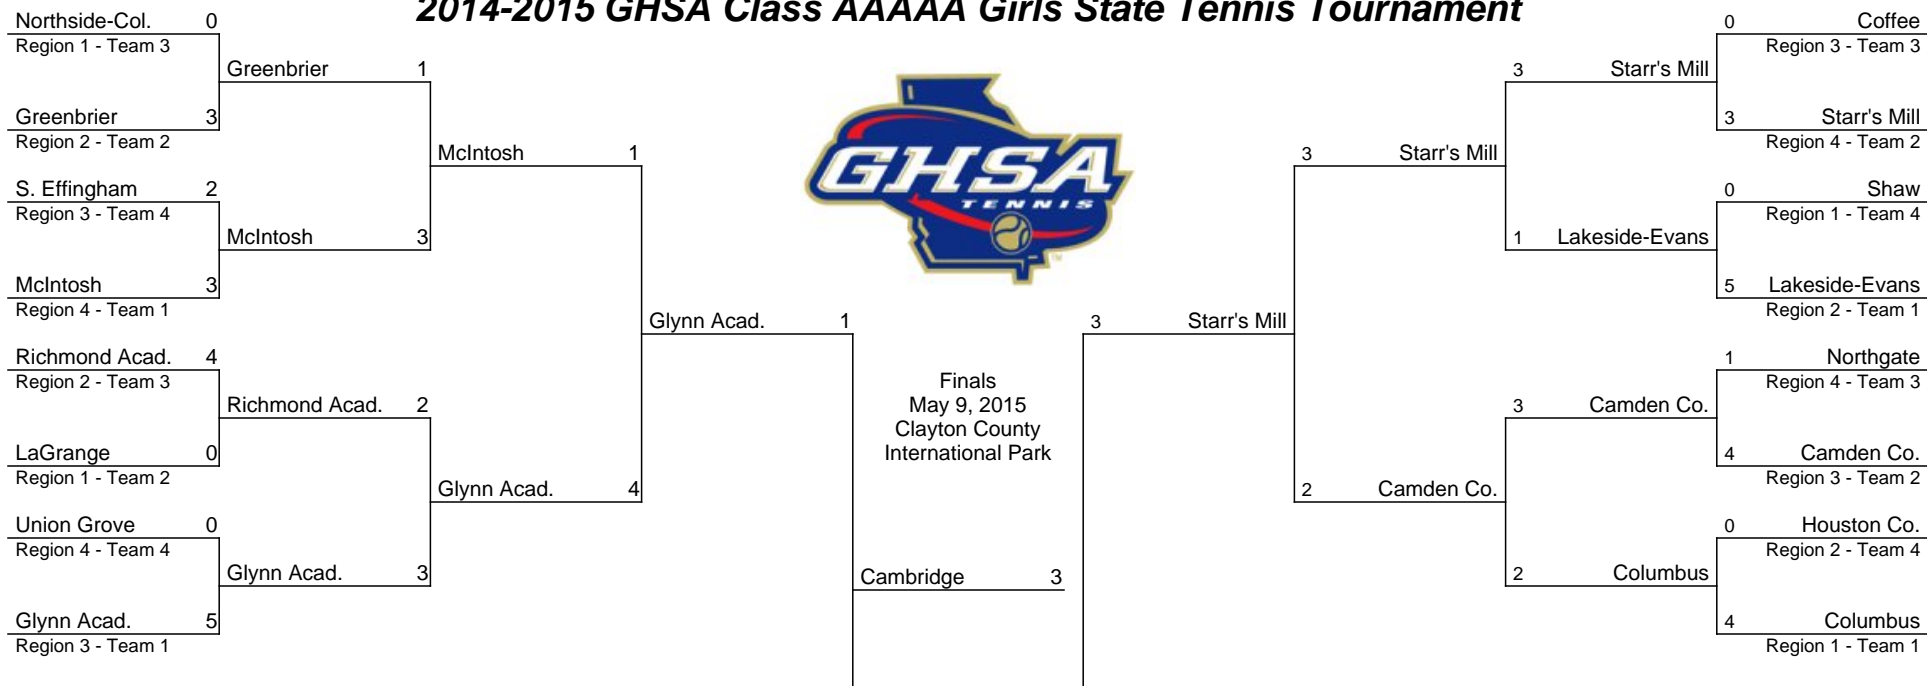 2014-2015 GHSA Class AAAAA Girls State Tennis Tournament
Northside-Col. 0
Region 1 - Team 3
Greenbrier 1
Greenbrier 3
Region 2 - Team 2
McIntosh 1
S. Effingham 2
Region 3 - Team 4
McIntosh 3
McIntosh 3
Region 4 - Team 1
Glynn Acad. 1
Richmond Acad. 4
Region 2 - Team 3
Richmond Acad. 2
LaGrange 0
Region 1 - Team 2
Glynn Acad. 4
Union Grove 0
Region 4 - Team 4
Glynn Acad. 3
Glynn Acad. 5
Region 3 - Team 1
GHSA
TENNIS
TM
Finals
May 9, 2015
Clayton County
International Park
Cambridge 3
0 Coffee
Region 3 - Team 3
3 Starr's Mill
3 Starr's Mill
Region 4 - Team 2
3 Starr's Mill
0 Shaw
Region 1 - Team 4
1 Lakeside-Evans
5 Lakeside-Evans
Region 2 - Team 1
3 Starr's Mill
1 Northgate
Region 4 - Team 3
3 Camden Co.
4 Camden Co.
Region 3 - Team 2
2 Camden Co.
0 Houston Co.
Region 2 - Team 4
2 Columbus
4 Columbus
Region 1 - Team 1